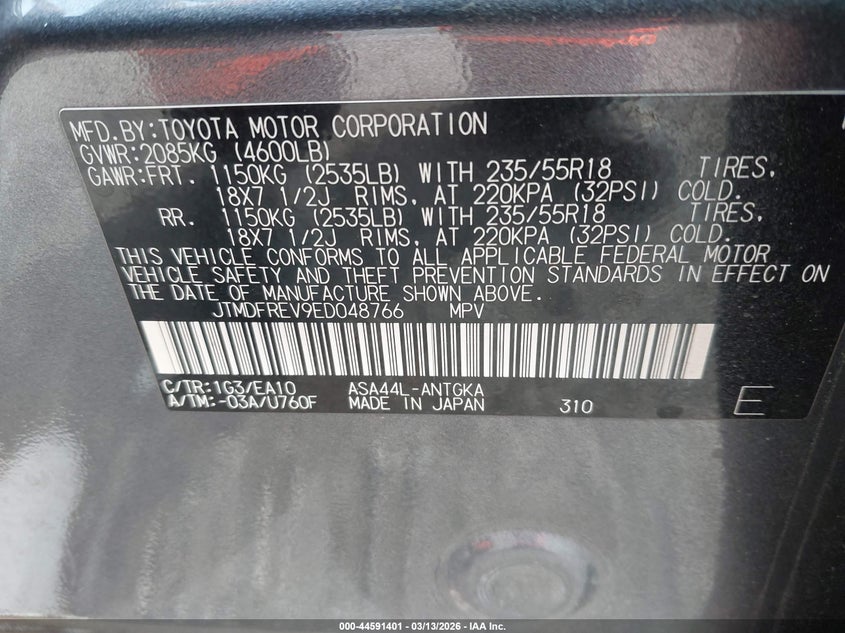 MFD. BY:TOYOTA MOTOR CORPORATION
GVWR:2085KG (4600LB)
GAWR:FRT. 1150KG (2535LB) WITH 235/55R18 TIRES,
18X7 1/2J RIMS, AT 220KPA (32PSI) COLD.
RR. 1150KG (2535LB) WITH 235/55R18 TIRES,
18X7 1/2J RIMS, AT 220KPA (32PSI) COLD.
THIS VEHICLE CONFORMS TO ALL APPLICABLE FEDERAL MOTOR
VEHICLE SAFETY AND THEFT PREVENTION STANDARDS IN EFFECT ON
THE DATE OF MANUFACTURE SHOWN ABOVE.
JTMDFREV9ED048766 MPV
C/TR:1G3/EA10 ASA44L-ANTGKA
A/TM:-03A/U760F MADE IN JAPAN 310 E
000-44591401 - 03/13/2026 - IAA Inc.